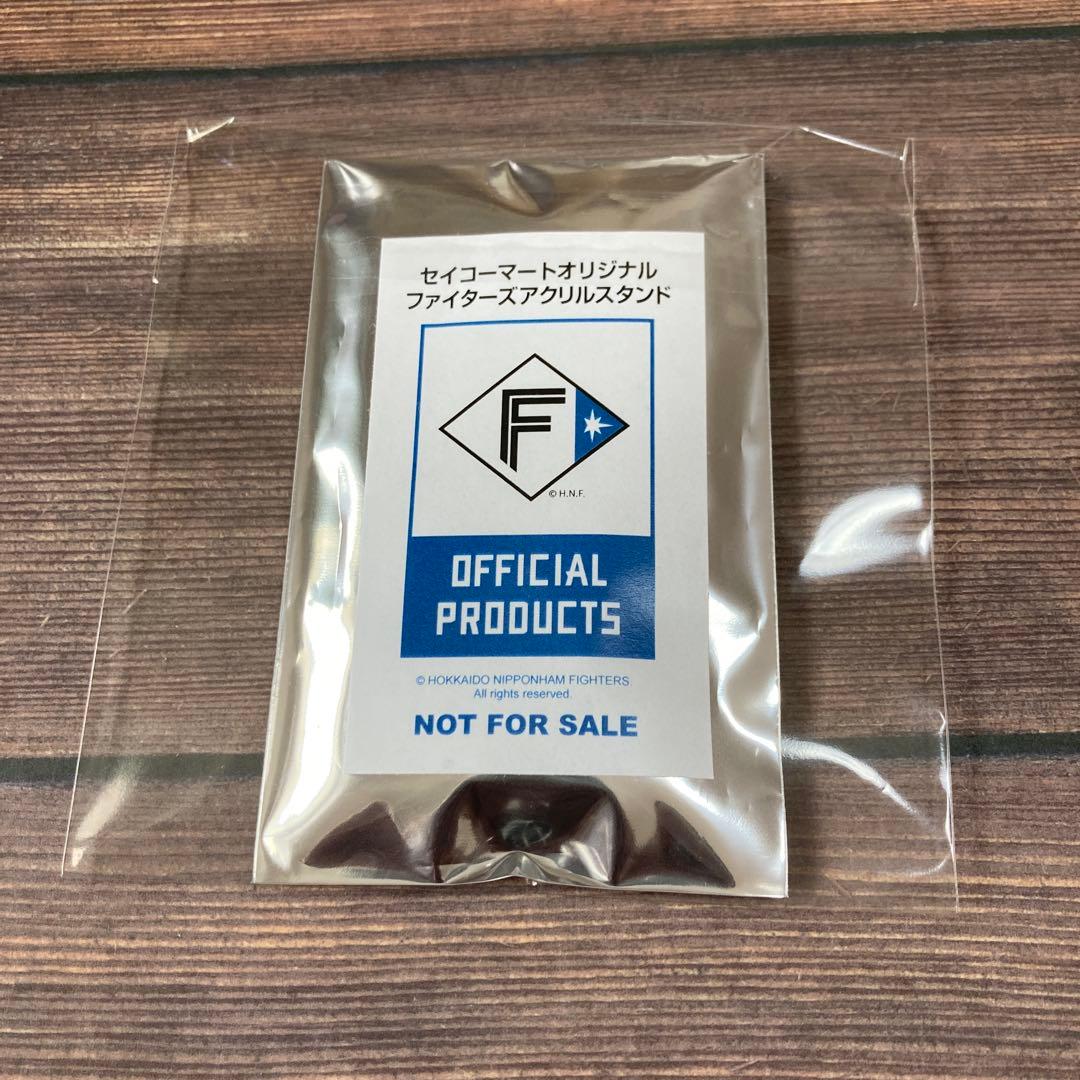 セイコーマートオリジナル
ファイターズアクリルスタンド
F
© H.N.F.
OFFICIAL
PRODUCTS
© HOKKAIDO NIPPONHAM FIGHTERS
All rights reserved.
NOT FOR SALE